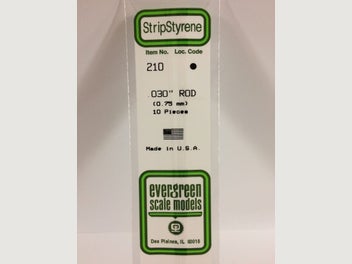 StripStyrene
Item No. Loc. Code
210
.030" ROD
(0.75 mm)
10 Pieces
Made in U.S.A.
evergreen
scale models
Des Plaines, IL 60018